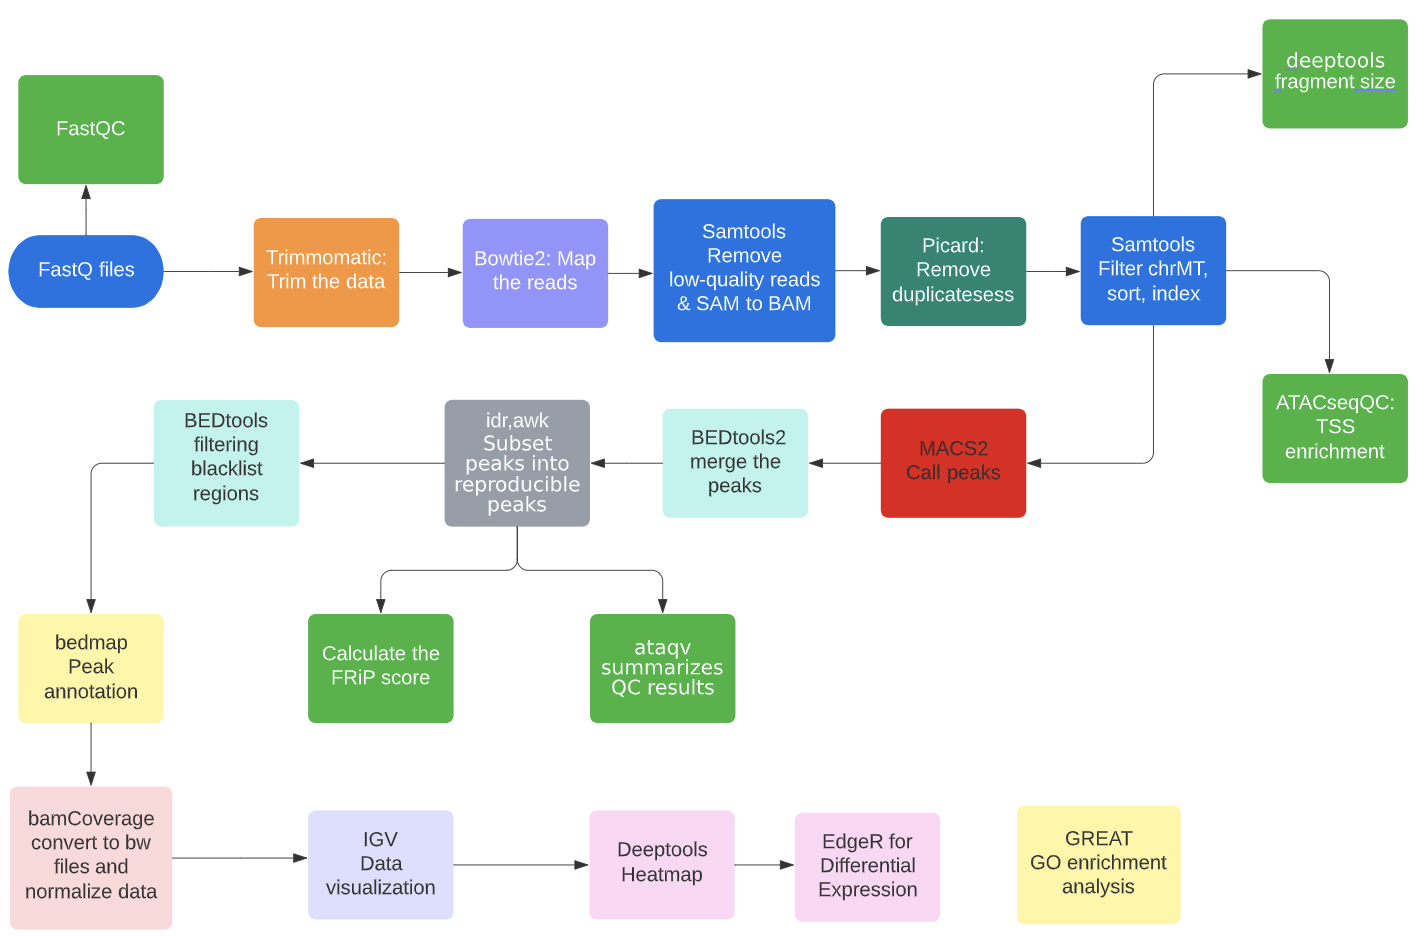 deeptools
fragment size
FastQC
FastQ files
Trimmomatic:
Trim the data
Bowtie2: Map
the reads
Samtools
Remove
low-quality reads
& SAM to BAM
Picard:
Remove
duplicatesess
Samtools
Filter chrMT,
sort, index
ATACseqQC:
TSS
enrichment
MACS2
Call peaks
BEDtools2
merge the
peaks
idr,awk
Subset
peaks into
reproducible
peaks
BEDtools
filtering
blacklist
regions
bedmap
Peak
annotation
Calculate the
FRiP score
ataqv
summarizes
QC results
bamCoverage
convert to bw
files and
normalize data
IGV
Data
visualization
Deeptools
Heatmap
EdgeR for
Differential
Expression
GREAT
GO enrichment
analysis